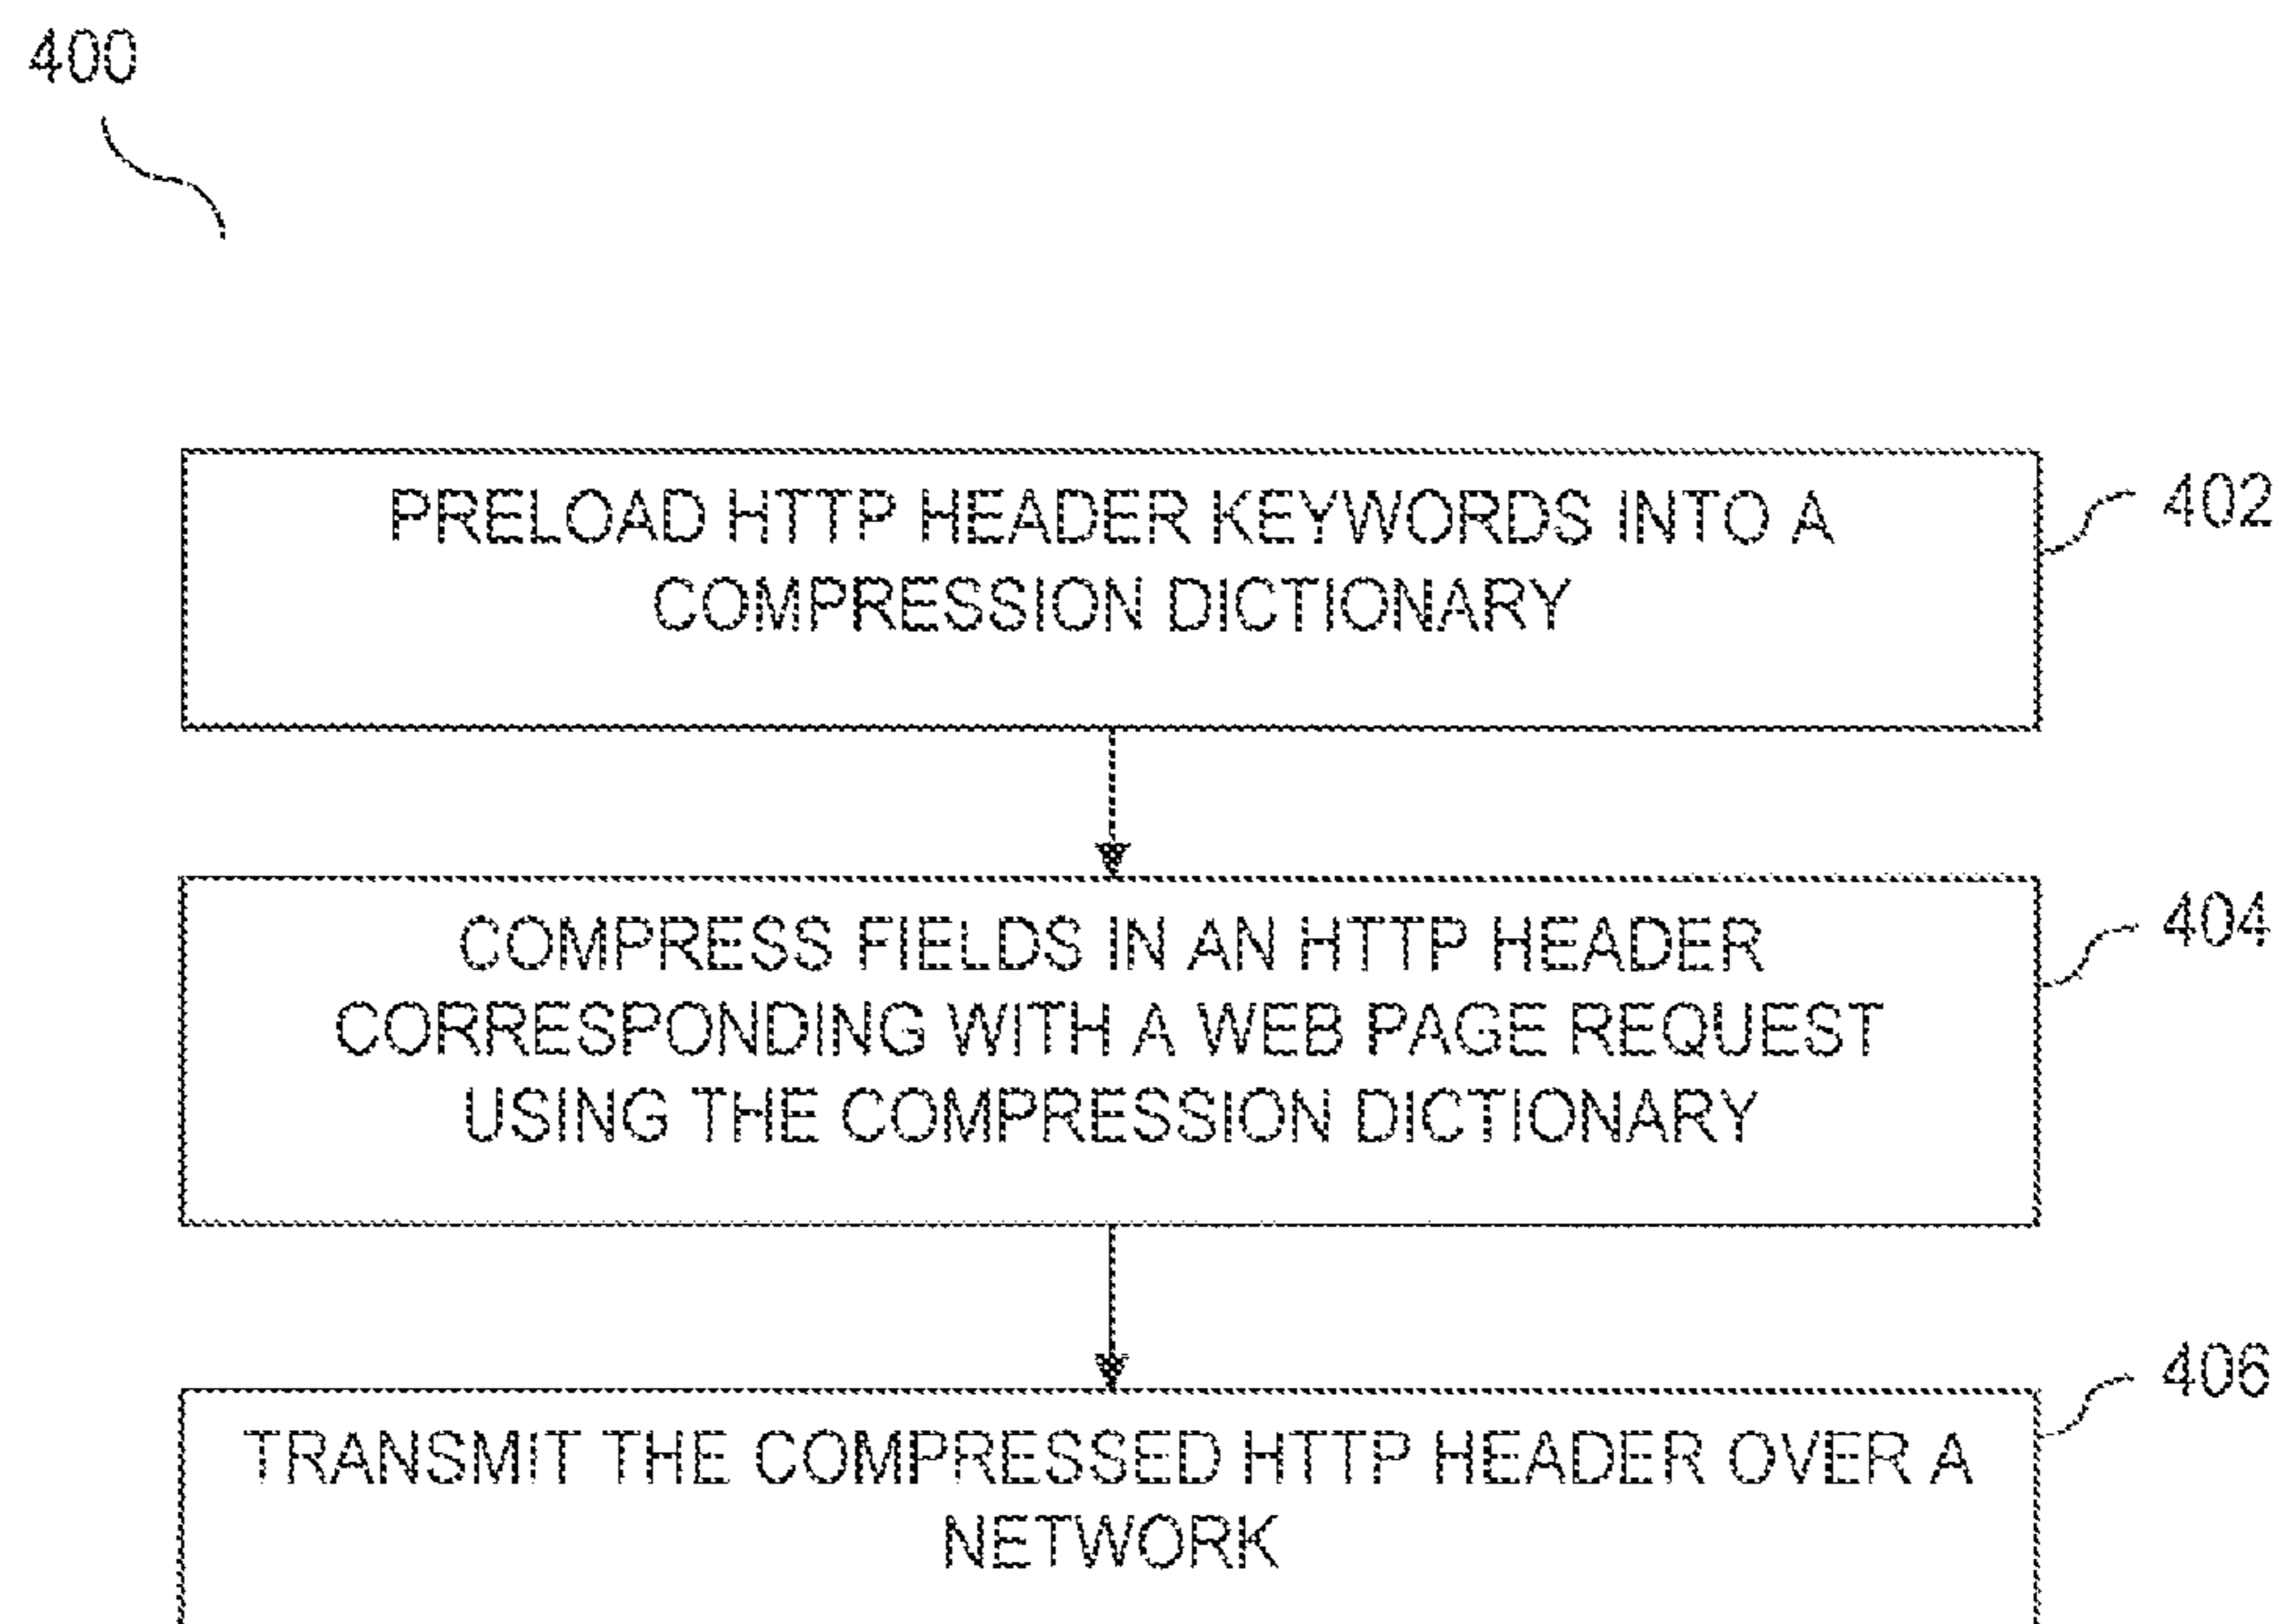 400
PRELOAD HTTP HEADER KEYWORDS INTO A
COMPRESSION DICTIONARY
402
COMPRESS FIELDS IN AN HTTP HEADER
CORRESPONDING WITH A WEB PAGE REQUEST
USING THE COMPRESSION DICTIONARY
404
TRANSMIT THE COMPRESSED HTTP HEADER OVER A
NETWORK
406